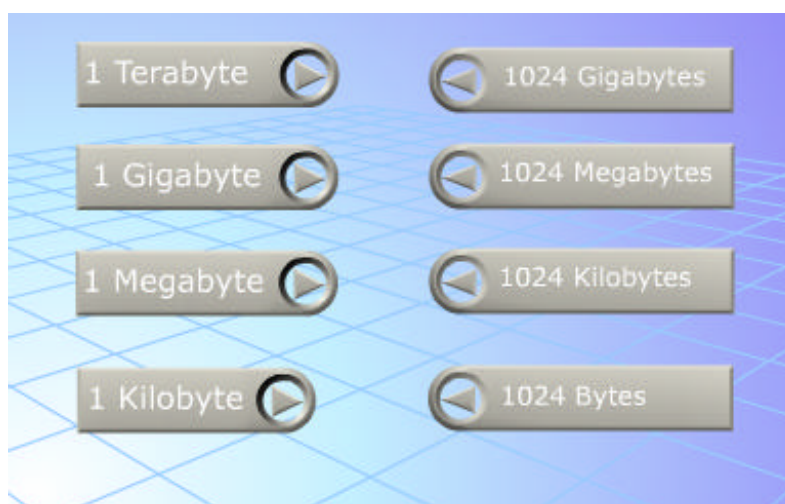 1 Terabyte
1024 Gigabytes
1 Gigabyte
1024 Megabytes
1 Megabyte
1024 Kilobytes
1 Kilobyte
1024 Bytes